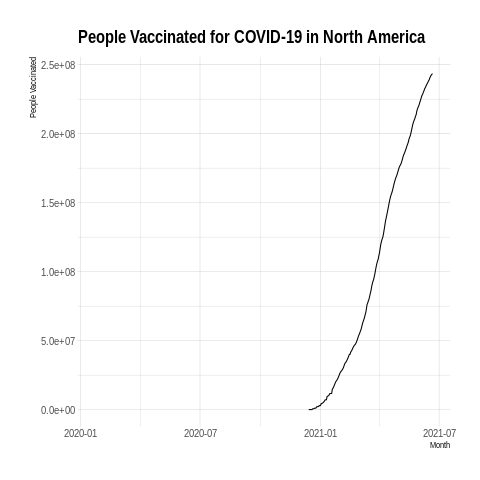 People Vaccinated for COVID-19 in North America
People Vaccinated
2.5e+08
2.0e+08
1.5e+08
1.0e+08
5.0e+07
0.0e+00
2020-01 2020-07 2021-01 2021-07
Month